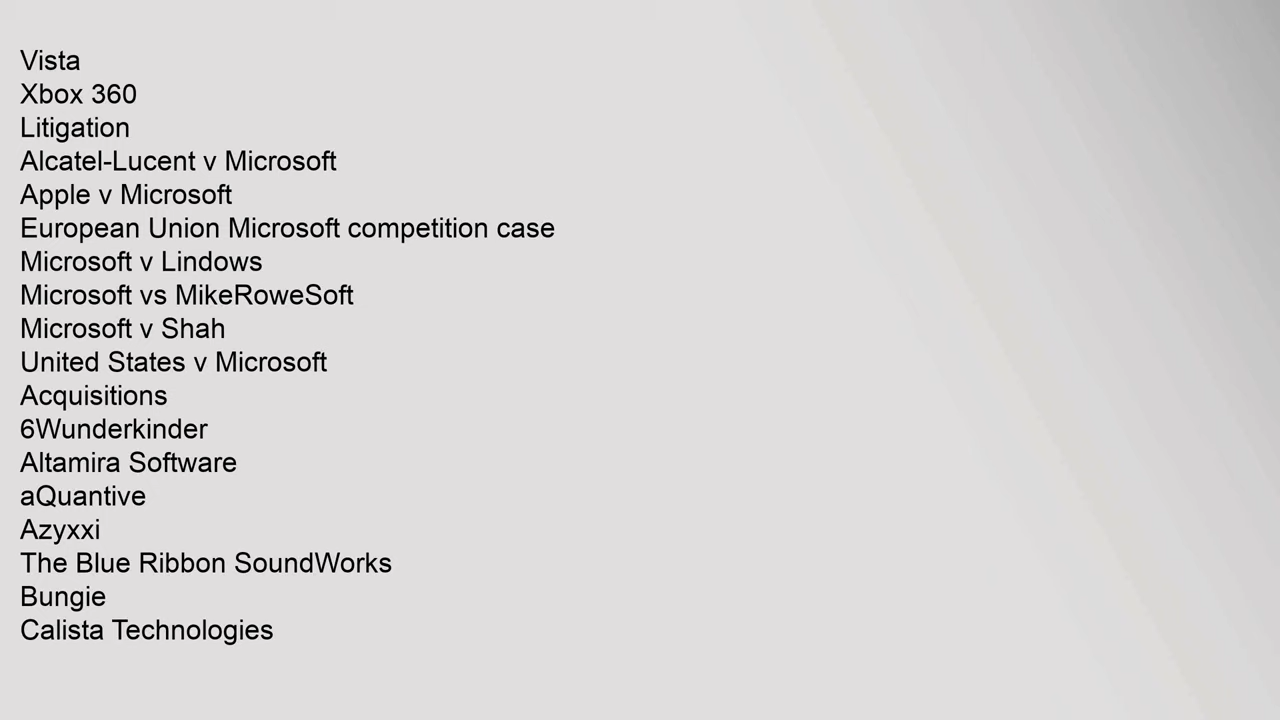 Vista
Xbox 360
Litigation
Alcatel-Lucent v Microsoft
Apple v Microsoft
European Union Microsoft competition case
Microsoft v Lindows
Microsoft vs MikeRoweSoft
Microsoft v Shah
United States v Microsoft
Acquisitions
6Wunderkinder
Altamira Software
aQuantive
Azyxxi
The Blue Ribbon SoundWorks
Bungie
Calista Technologies